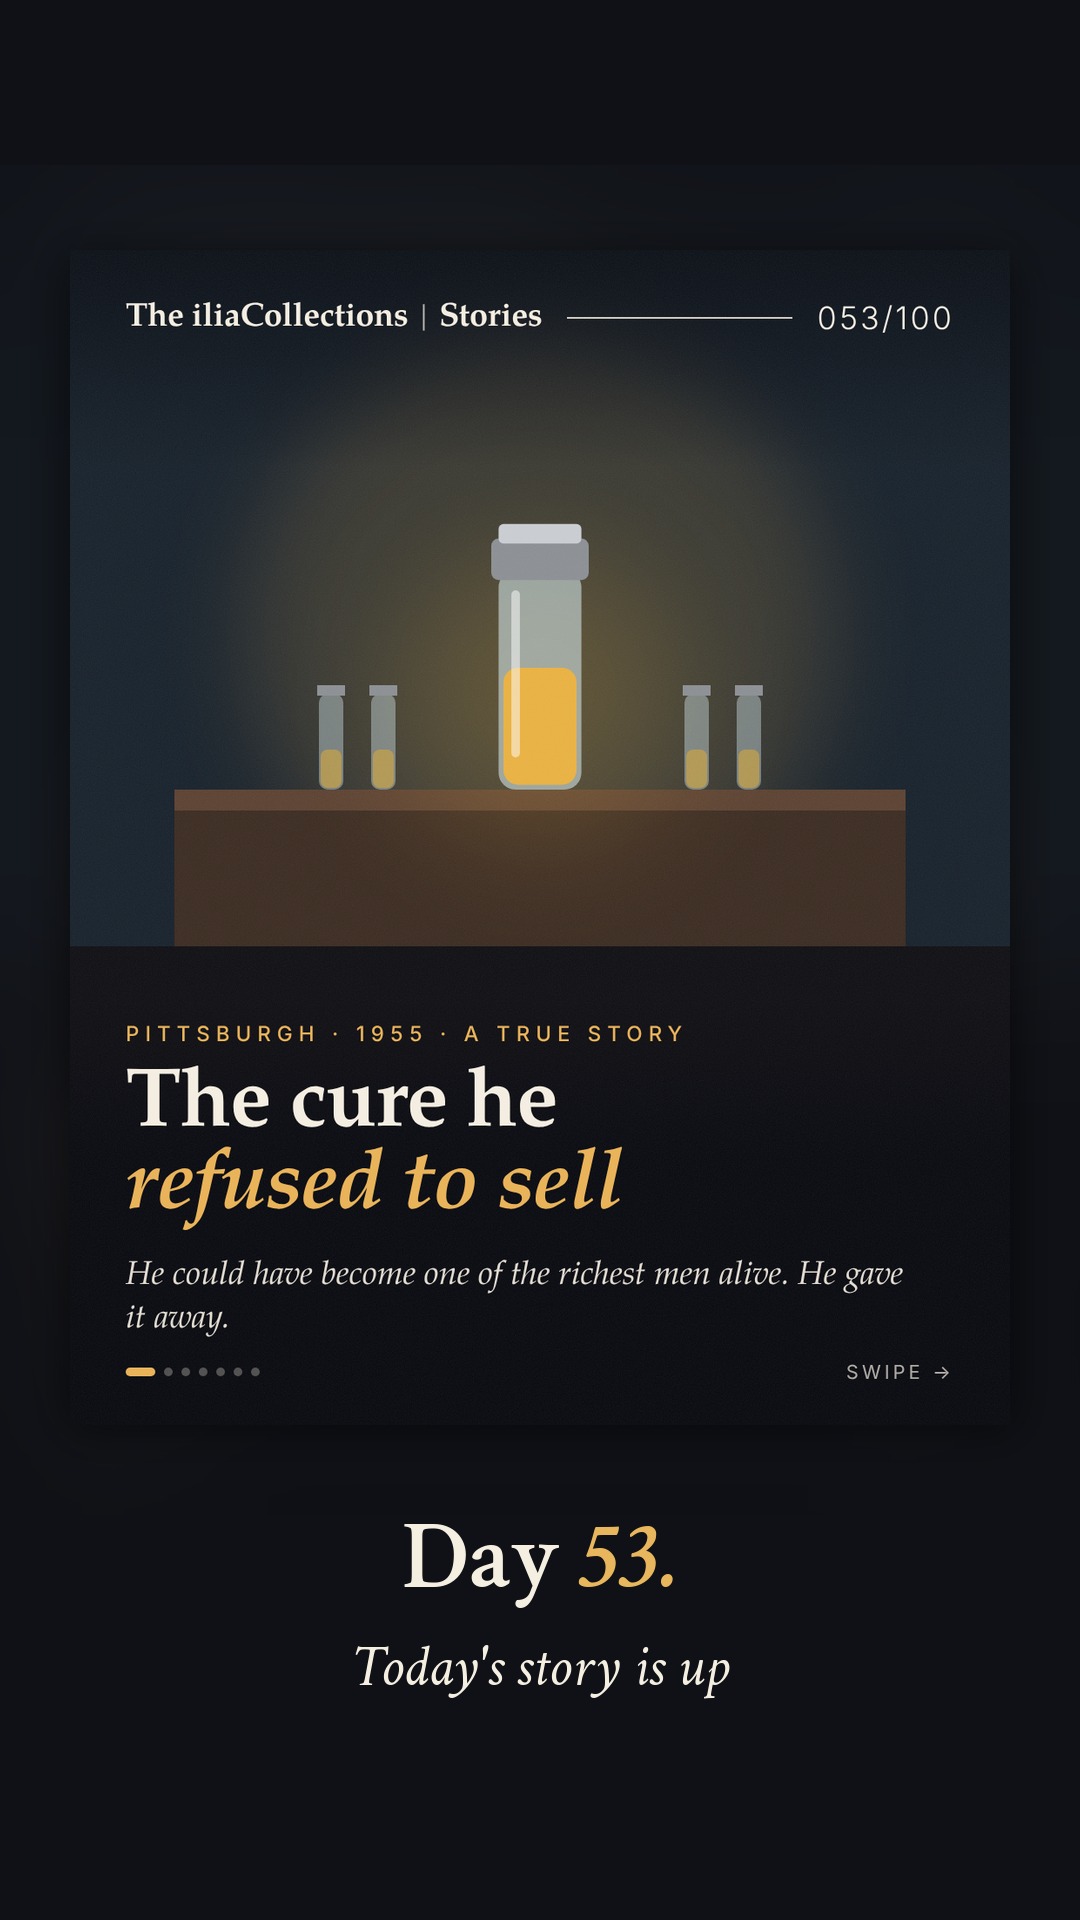 The iliaCollections | Stories 053/100
PITTSBURGH · 1955 · A TRUE STORY
The cure he
refused to sell
He could have become one of the richest men alive. He gave
it away.
SWIPE →
Day 53.
Today's story is up